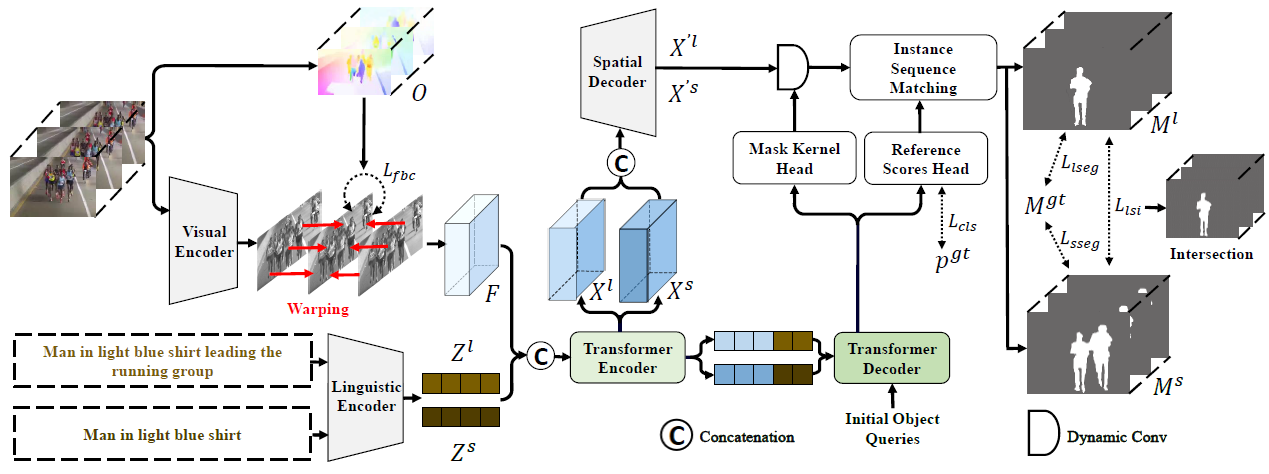 O
L_{fbc}
Visual
Encoder
Warping
F
Man in light blue shirt leading the
running group
Man in light blue shirt
Linguistic
Encoder
Z^l
Z^s
C
Transformer
Encoder
X^l
X^s
C
Spatial
Decoder
X'^l
X'^s
Mask Kernel
Head
Reference
Scores Head
Instance
Sequence
Matching
L_{cls}
p^{gt}
Transformer
Decoder
Initial Object
Queries
M^l
L_{lseg}
M^{gt}
L_{sseg}
L_{lsi}
Intersection
M^s
C Concatenation
Dynamic Conv